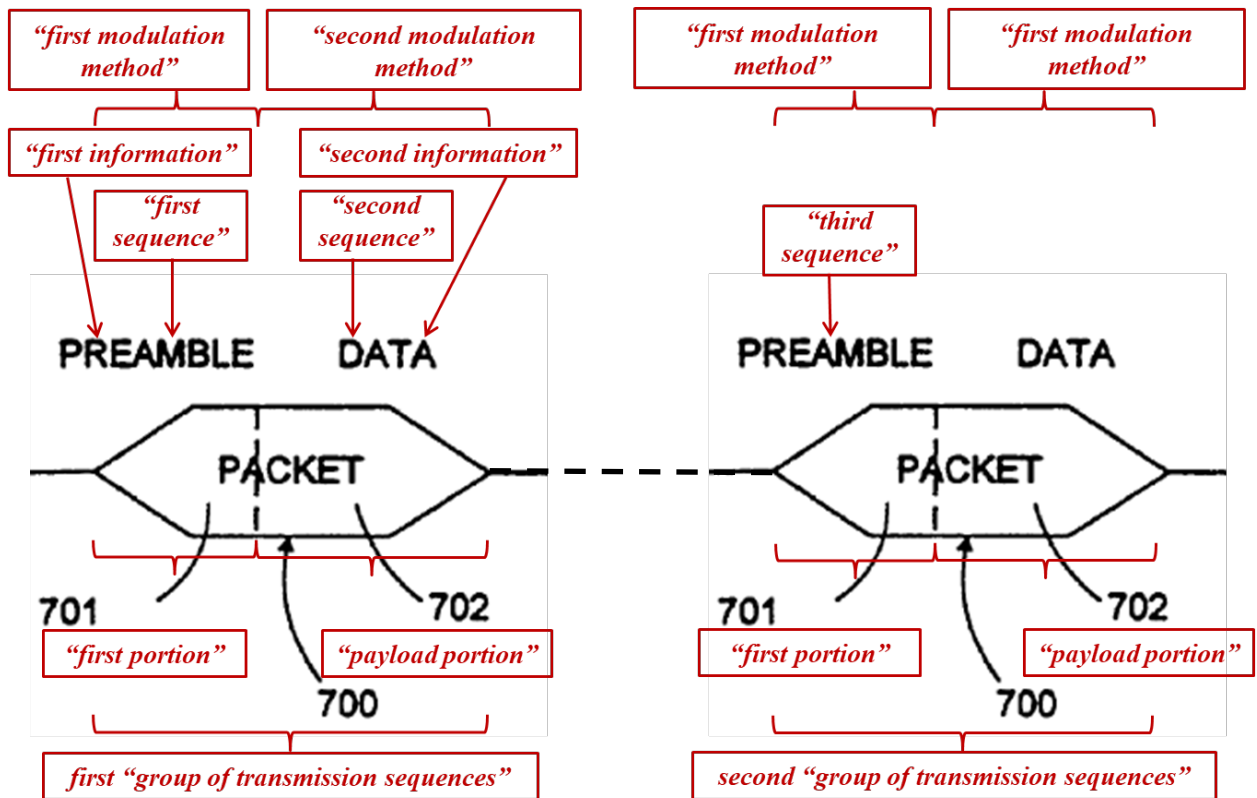 “first modulation
method”
“second modulation
method”
“first modulation
method”
“first modulation
method”
“first information”
“second information”
“first
sequence”
“second
sequence”
“third
sequence”
PREAMBLE
DATA
PREAMBLE
DATA
PACKET
PACKET
701
702
701
702
“first portion”
“payload portion”
“first portion”
“payload portion”
700
700
first “group of transmission sequences”
second “group of transmission sequences”